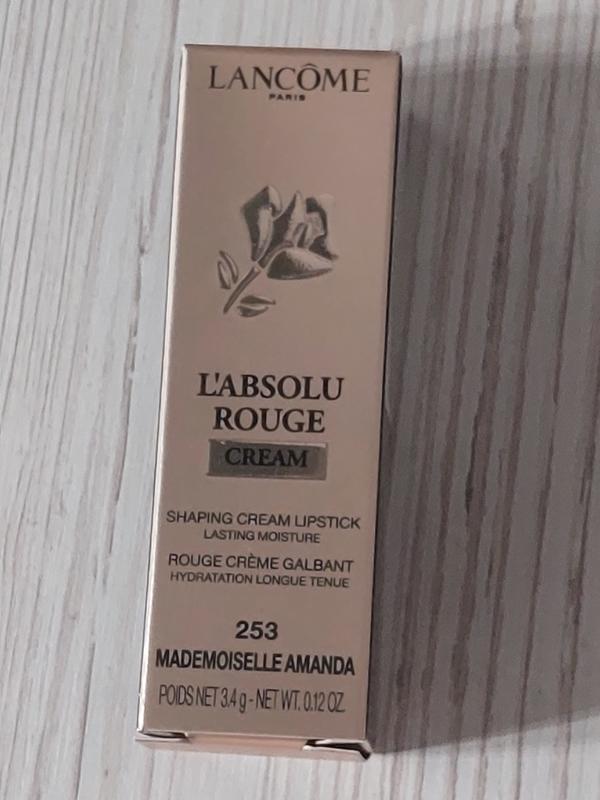 LANCÔME
PARIS
L'ABSOLU
ROUGE
CREAM
SHAPING CREAM LIPSTICK
LASTING MOISTURE
ROUGE CRÈME GALBANT
HYDRATATION LONGUE TENUE
253
MADEMOISELLE AMANDA
POIDS NET 3.4 g - NET WT. 0.12 OZ.